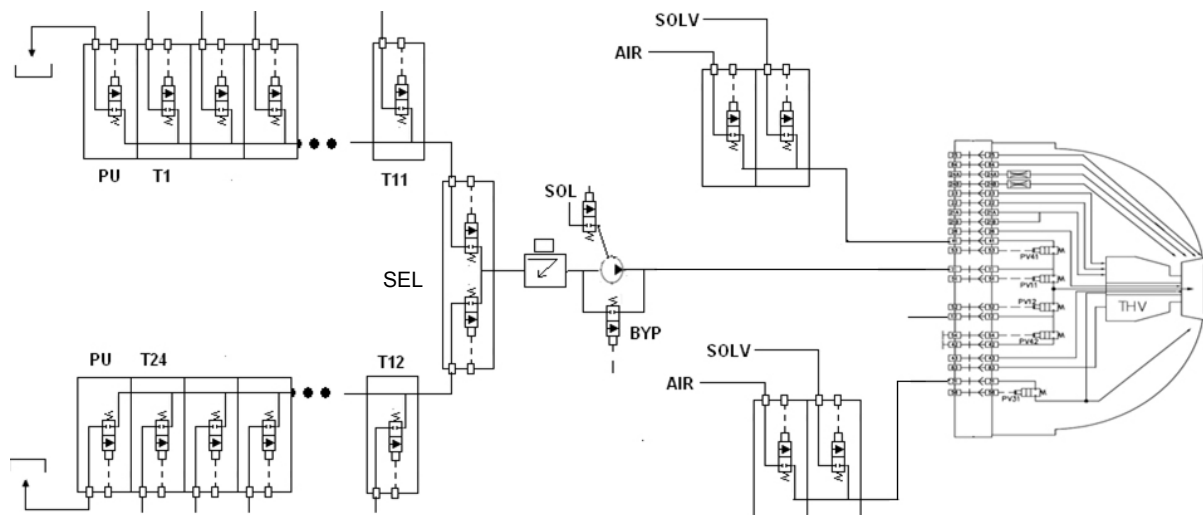 SOLV
AIR
PU T1
T11
SOL
SEL
BYP
PV41
PV11
PV12
THV
PV42
PU T24
T12
SOLV
AIR
PV31